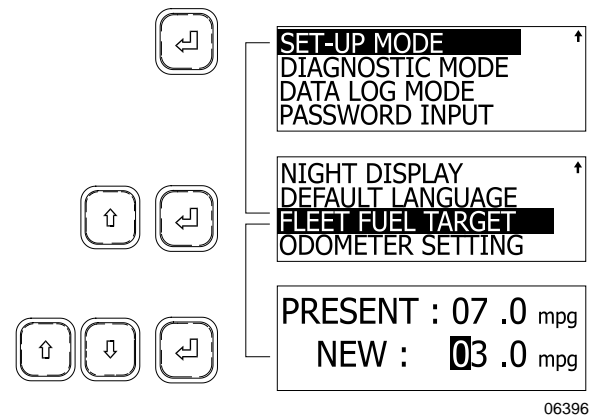 SET-UP MODE
DIAGNOSTIC MODE
DATA LOG MODE
PASSWORD INPUT
NIGHT DISPLAY
DEFAULT LANGUAGE
FLEET FUEL TARGET
ODOMETER SETTING
PRESENT : 07 .0 mpg
NEW : 03 .0 mpg
06396